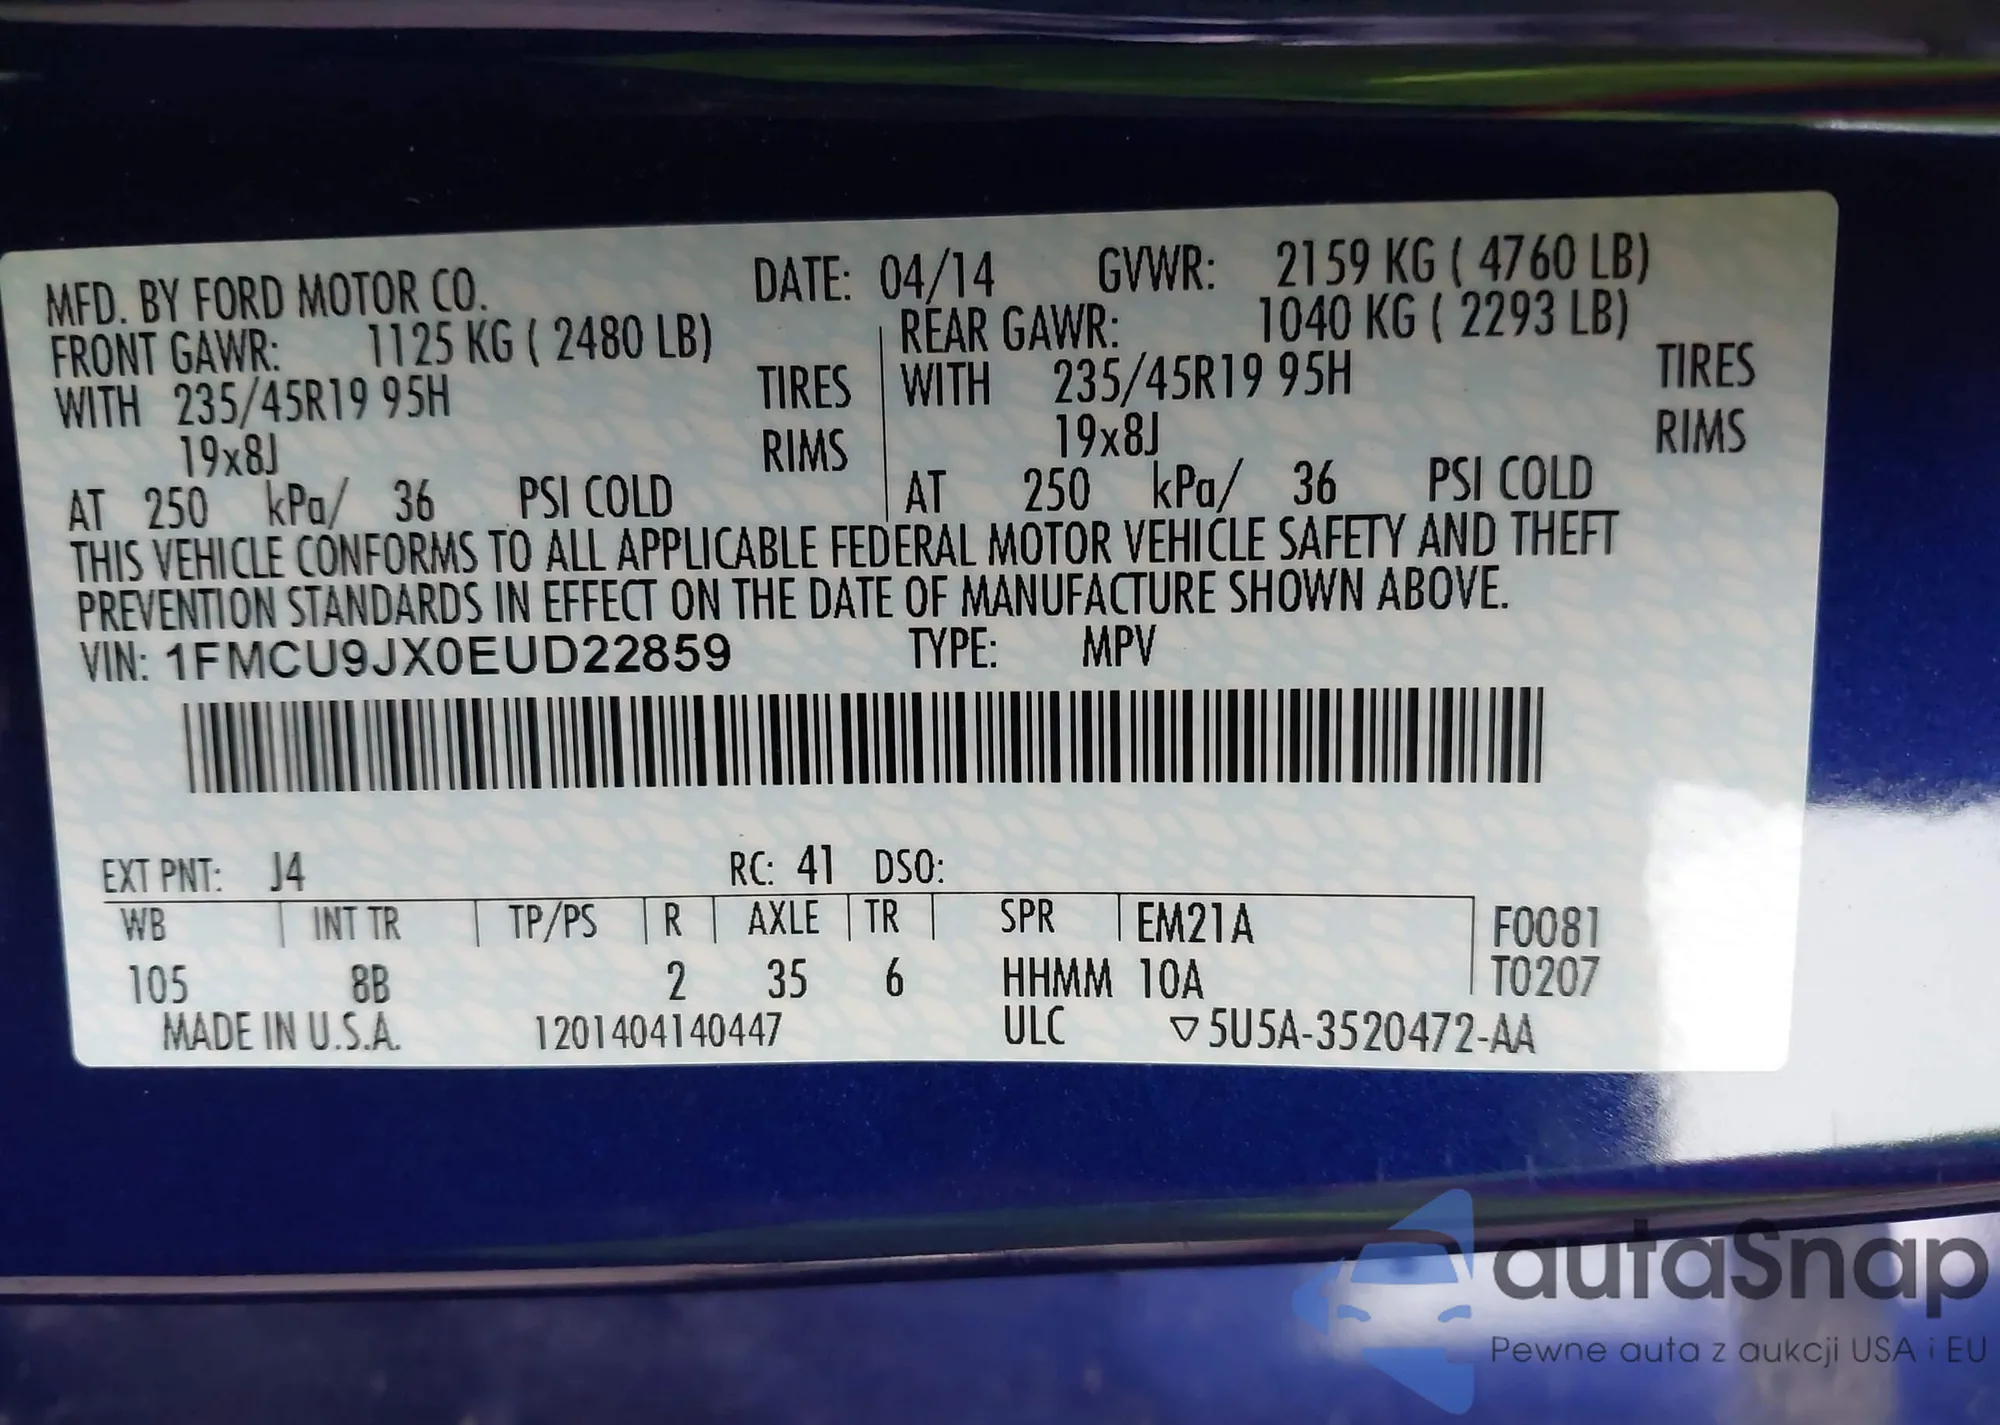 MFD. BY FORD MOTOR CO. DATE: 04/14 GVWR: 2159 KG ( 4760 LB)
FRONT GAWR: 1125 KG ( 2480 LB) REAR GAWR: 1040 KG ( 2293 LB)
WITH 235/45R19 95H TIRES WITH 235/45R19 95H TIRES
19x8J RIMS 19x8J RIMS
AT 250 kPa/ 36 PSI COLD AT 250 kPa/ 36 PSI COLD
THIS VEHICLE CONFORMS TO ALL APPLICABLE FEDERAL MOTOR VEHICLE SAFETY AND THEFT
PREVENTION STANDARDS IN EFFECT ON THE DATE OF MANUFACTURE SHOWN ABOVE.
VIN: 1FMCU9JX0EUD22859 TYPE: MPV
EXT PNT: J4 RC: 41 DSO:
WB INT TR TP/PS R AXLE TR SPR EM21A F0081
105 8B 2 35 6 HHMM 10A T0207
MADE IN U.S.A. 1201404140447 ULC ▽5U5A-3520472-AA
autaSnap
Pewne auta z aukcji USA i EU